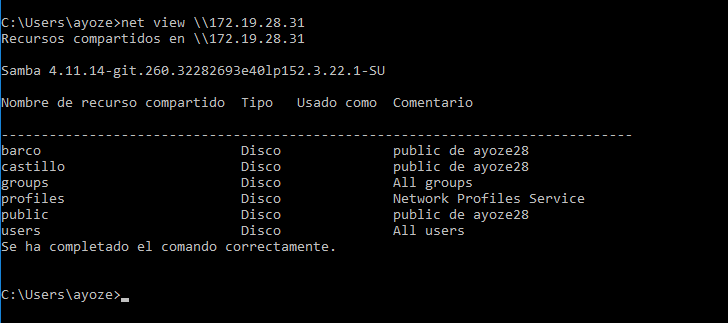 C:\Users\ayoze>net view \\172.19.28.31
Recursos compartidos en \\172.19.28.31
Samba 4.11.14-git.260.32282693e40lp152.3.22.1-SU
Nombre de recurso compartido  Tipo   Usado como  Comentario
-------------------------------------------------------------------------------
barco                         Disco              public de ayoze28
castillo                      Disco              public de ayoze28
groups                        Disco              All groups
profiles                      Disco              Network Profiles Service
public                        Disco              public de ayoze28
users                         Disco              All users
Se ha completado el comando correctamente.
C:\Users\ayoze>_